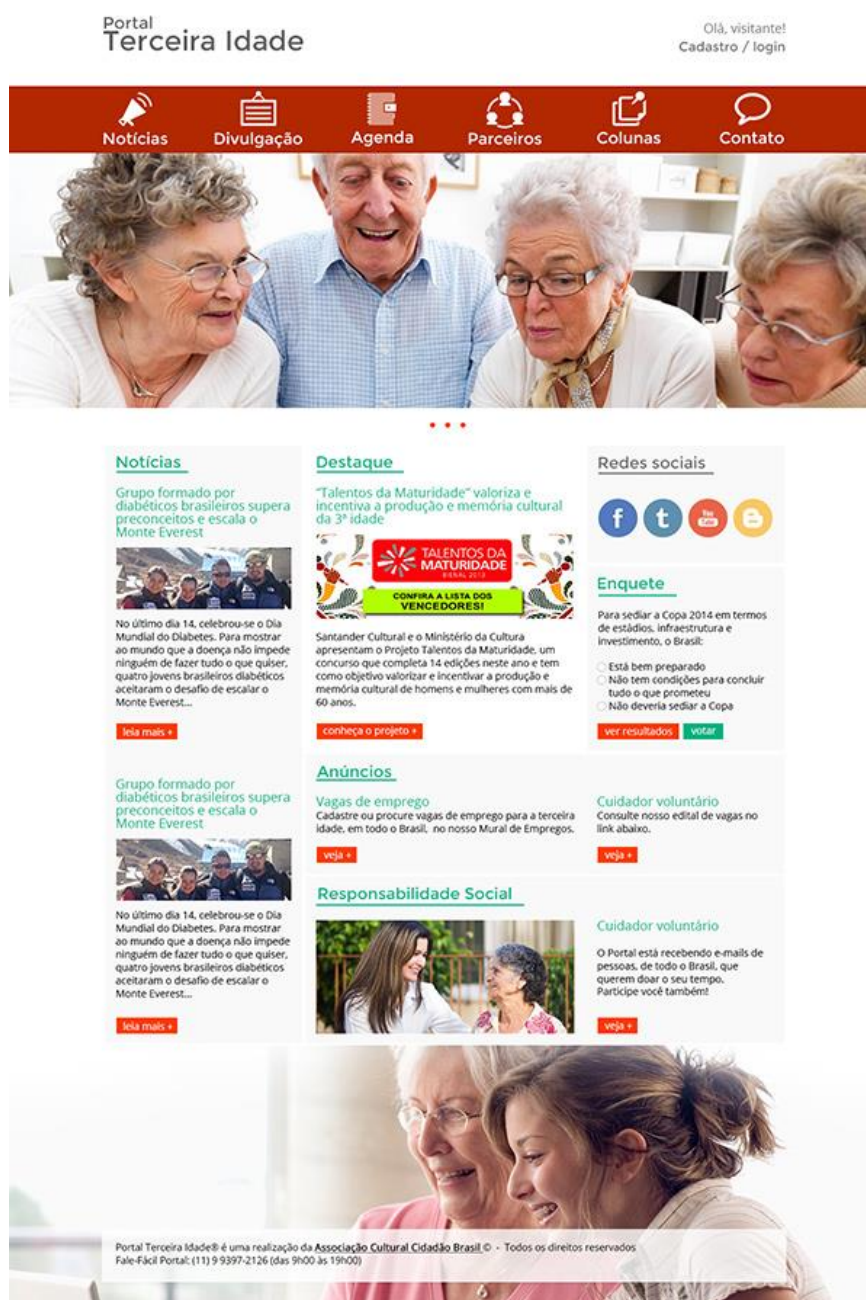 Portal
Terceira Idade
Olá, visitante!
Cadastro / login
Notícias
Divulgação
Agenda
Parceiros
Colunas
Contato
Notícias
Grupo formado por
diabéticos brasileiros supera
preconceitos e escala o
Monte Everest
No último dia 14, celebrou-se o Dia
Mundial do Diabetes. Para mostrar
ao mundo que a doença não impede
ninguém de fazer tudo o que quiser,
quatro jovens brasileiros diabéticos
aceitaram o desafio de escalar o
Monte Everest...
leia mais +
Grupo formado por
diabéticos brasileiros supera
preconceitos e escala o
Monte Everest
No último dia 14, celebrou-se o Dia
Mundial do Diabetes. Para mostrar
ao mundo que a doença não impede
ninguém de fazer tudo o que quiser,
quatro jovens brasileiros diabéticos
aceitaram o desafio de escalar o
Monte Everest...
leia mais +
Destaque
"Talentos da Maturidade" valoriza e
incentiva a produção e memória cultural
da 3ª idade
TALENTOS DA
MATURIDADE
BIENAL 2013
CONFIRA A LISTA DOS
VENCEDORES!
Santander Cultural e o Ministério da Cultura
apresentam o Projeto Talentos da Maturidade, um
concurso que completa 14 edições neste ano e tem
como objetivo valorizar e incentivar a produção e
memória cultural de homens e mulheres com mais de
60 anos.
conheça o projeto +
Redes sociais
f
t
You
Tube
Enquete
Para sediar a Copa 2014 em termos
de estádios, infraestrutura e
investimento, o Brasil:
Está bem preparado
Não tem condições para concluir
tudo o que prometeu
Não deveria sediar a Copa
ver resultados
votar
Anúncios
Vagas de emprego
Cadastre ou procure vagas de emprego para a terceira
idade, em todo o Brasil, no nosso Mural de Empregos.
veja +
Cuidador voluntário
Consulte nosso edital de vagas no
link abaixo.
veja +
Responsabilidade Social
Cuidador voluntário
O Portal está recebendo e-mails de
pessoas, de todo o Brasil, que
querem doar o seu tempo.
Participe você também!
veja +
Portal Terceira Idade® é uma realização da Associação Cultural Cidadão Brasil © - Todos os direitos reservados
Fale-Fácil Portal: (11) 9 9397-2126 (das 9h00 às 19h00)